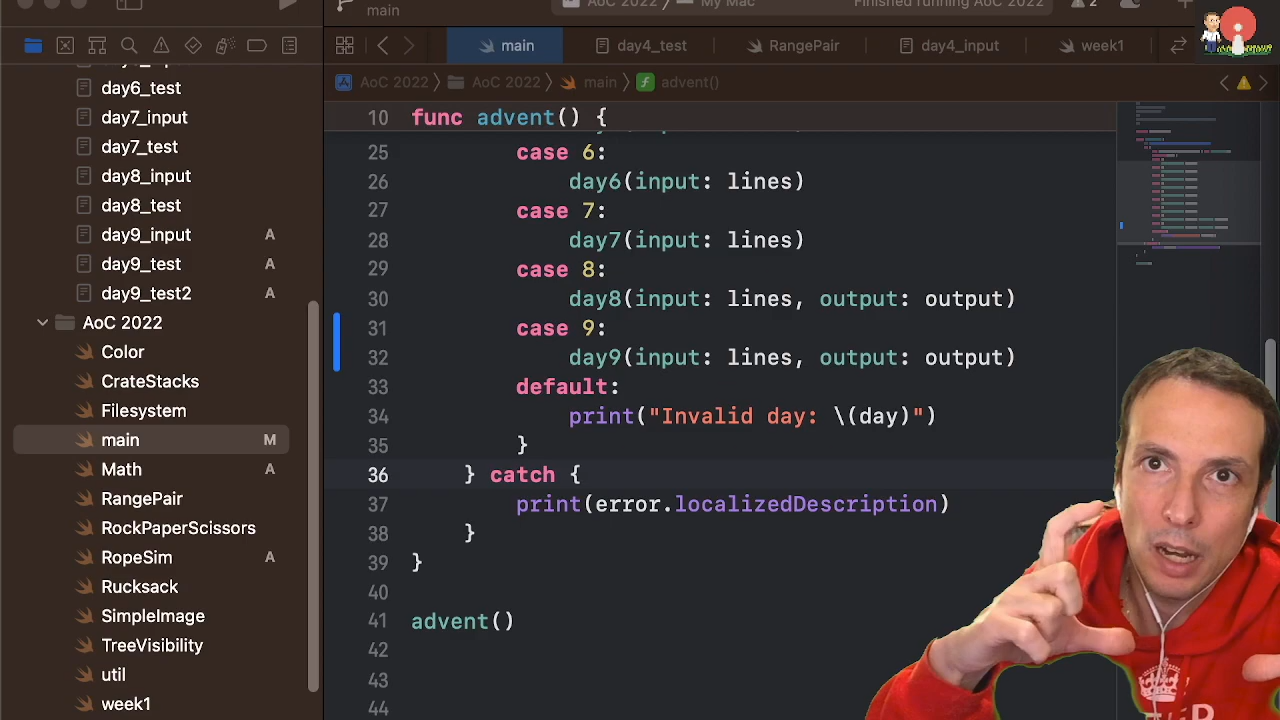 AoC 2022
My Mac
Finished running AoC 2022
2
main
main
day4_test
RangePair
day4_input
week1
AoC 2022
AoC 2022
main
advent()
day6_test
day7_input
day7_test
day8_input
day8_test
day9_input A
day9_test A
day9_test2 A
AoC 2022
Color
CrateStacks
Filesystem
main M
Math A
RangePair
RockPaperScissors
RopeSim A
Rucksack
SimpleImage
TreeVisibility
util
week1
10 func advent() {
25 case 6:
26 day6(input: lines)
27 case 7:
28 day7(input: lines)
29 case 8:
30 day8(input: lines, output: output)
31 case 9:
32 day9(input: lines, output: output)
33 default:
34 print("Invalid day: \(day)")
35 }
36 } catch {
37 print(error.localizedDescription)
38 }
39 }
40
41 advent()
42
43
44